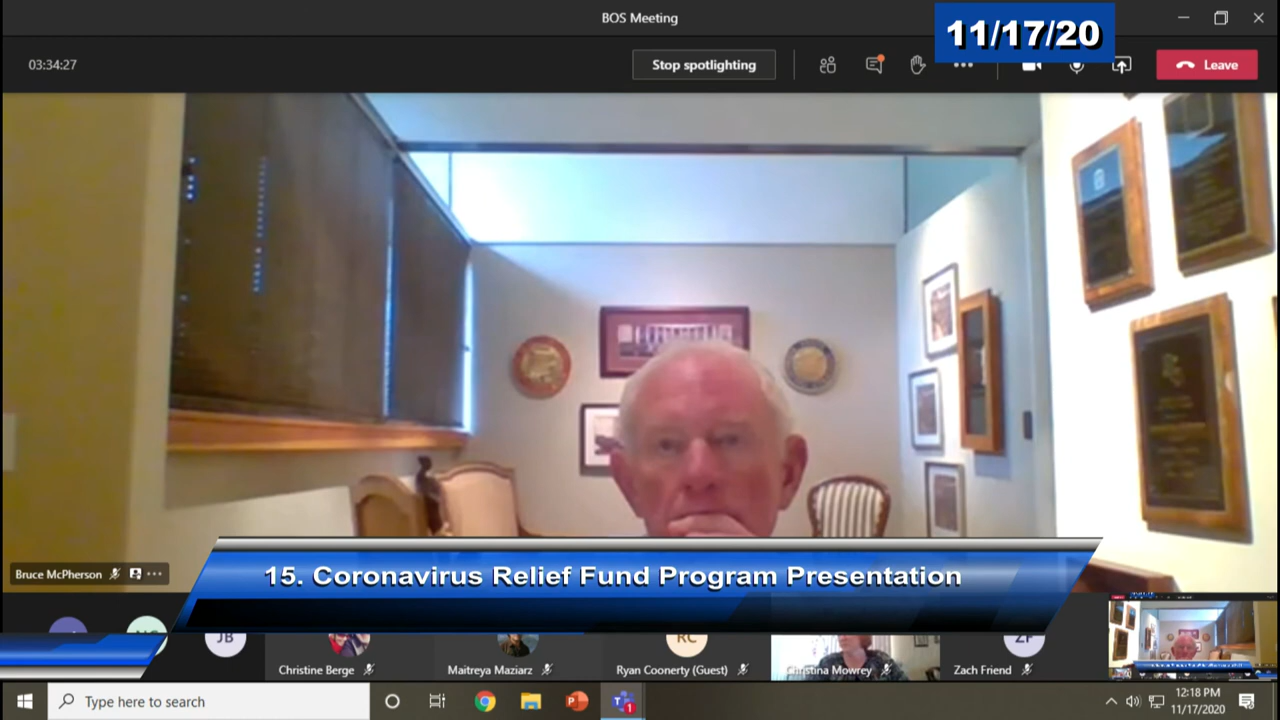 BOS Meeting
11/17/20
03:34:27
Stop spotlighting
Leave
Bruce McPherson
15. Coronavirus Relief Fund Program Presentation
JB
RC
ZF
Christine Berge
Maitreya Maziarz
Ryan Coonerty (Guest)
Christina Mowrey
Zach Friend
Type here to search
1
12:18 PM
11/17/2020